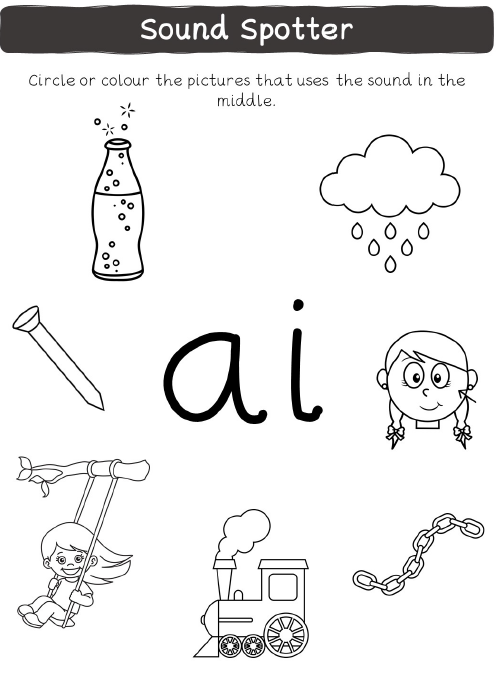 Sound Spotter
Circle or colour the pictures that uses the sound in the
middle.
ai